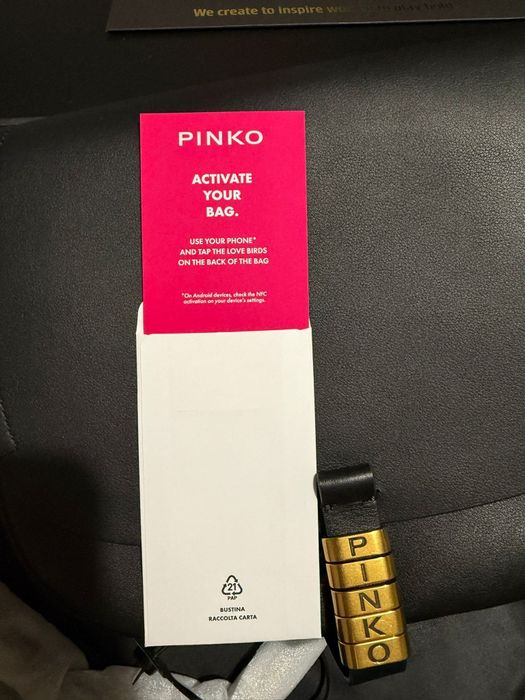 We create to inspire
PINKO
ACTIVATE
YOUR
BAG.
USE YOUR PHONE*
AND TAP THE LOVE BIRDS
ON THE BACK OF THE BAG
*On Android devices, check the NFC
activation on your device's settings.
21
PAP
BUSTINA
RACCOLTA CARTA
P
I
N
K
O